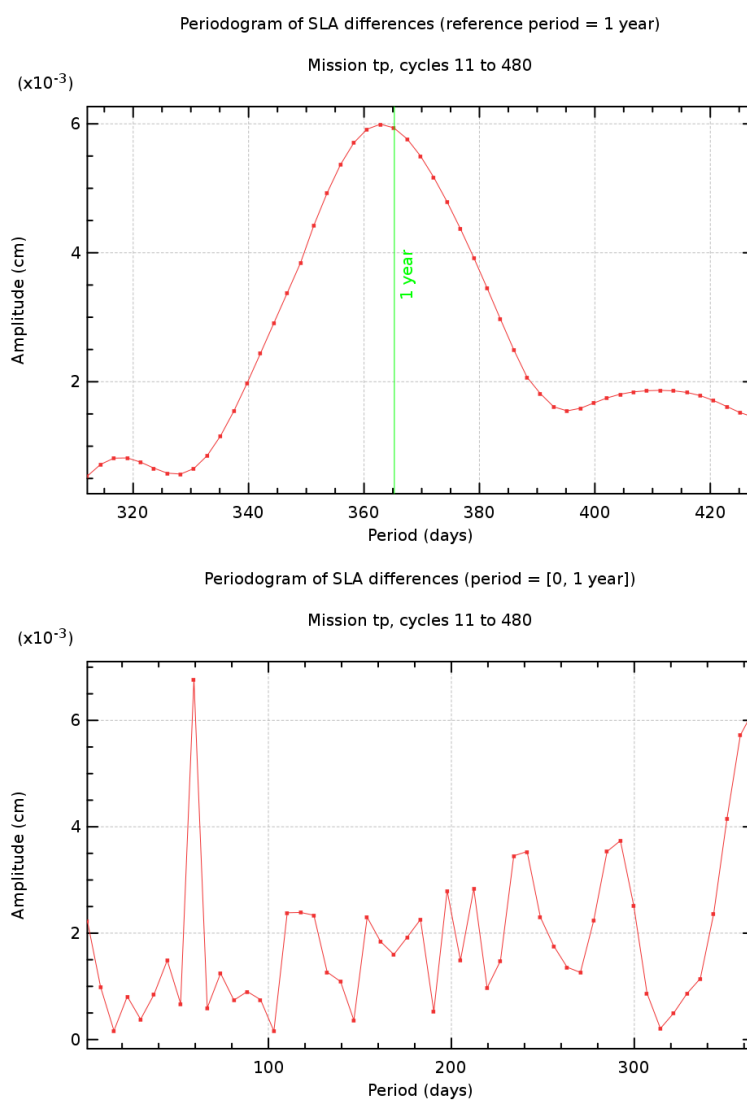 Periodogram of SLA differences (reference period = 1 year)
Mission tp, cycles 11 to 480
(x10-3)
6
4
2
Amplitude (cm)
1 year
320 340 360 380 400 420
Period (days)
Periodogram of SLA differences (period = [0, 1 year])
Mission tp, cycles 11 to 480
(x10-3)
6
4
2
0
Amplitude (cm)
100 200 300
Period (days)